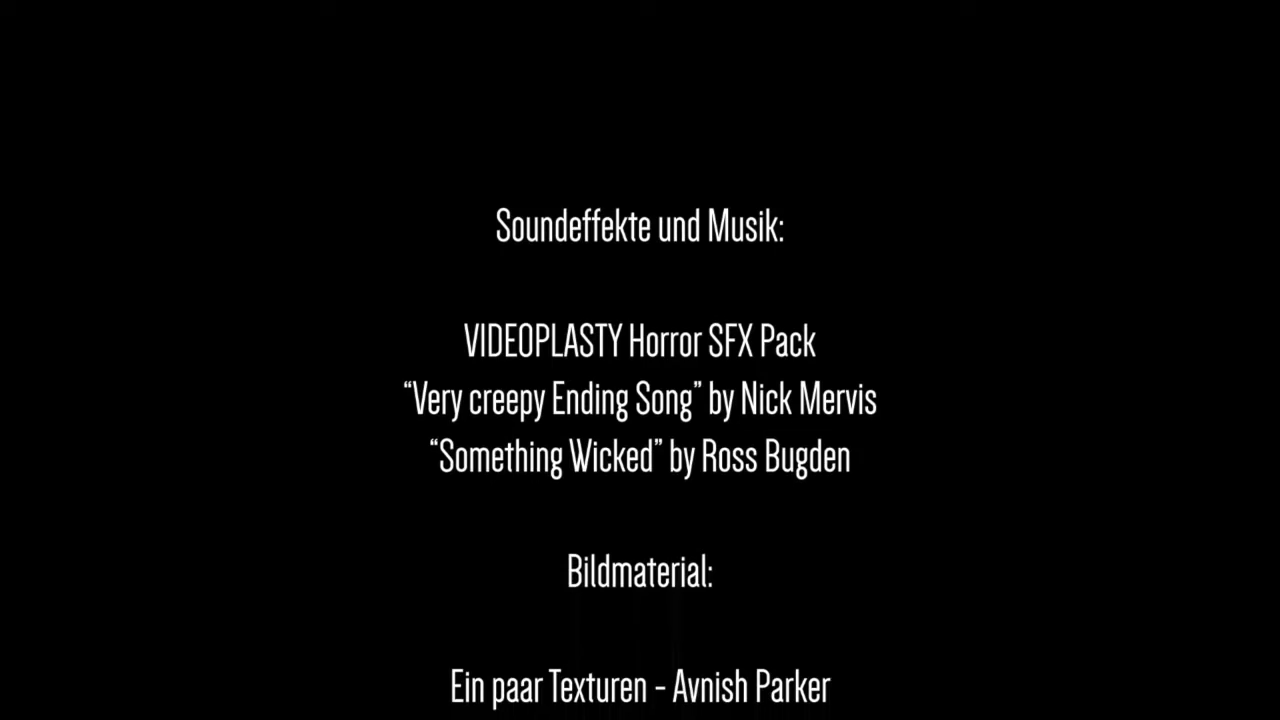 Soundeffekte und Musik:
VIDEOPLASTY Horror SFX Pack
“Very creepy Ending Song” by Nick Mervis
“Something Wicked” by Ross Bugden
Bildmaterial:
Ein paar Texturen - Avnish Parker